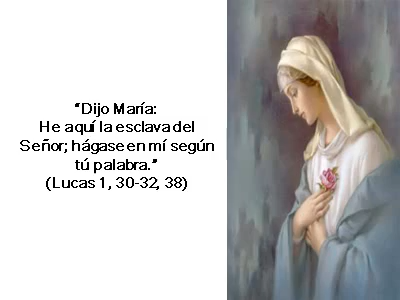 “Dijo María:
He aquí la esclava del
Señor; hágase en mí según
tú palabra.”
(Lucas 1, 30-32, 38)